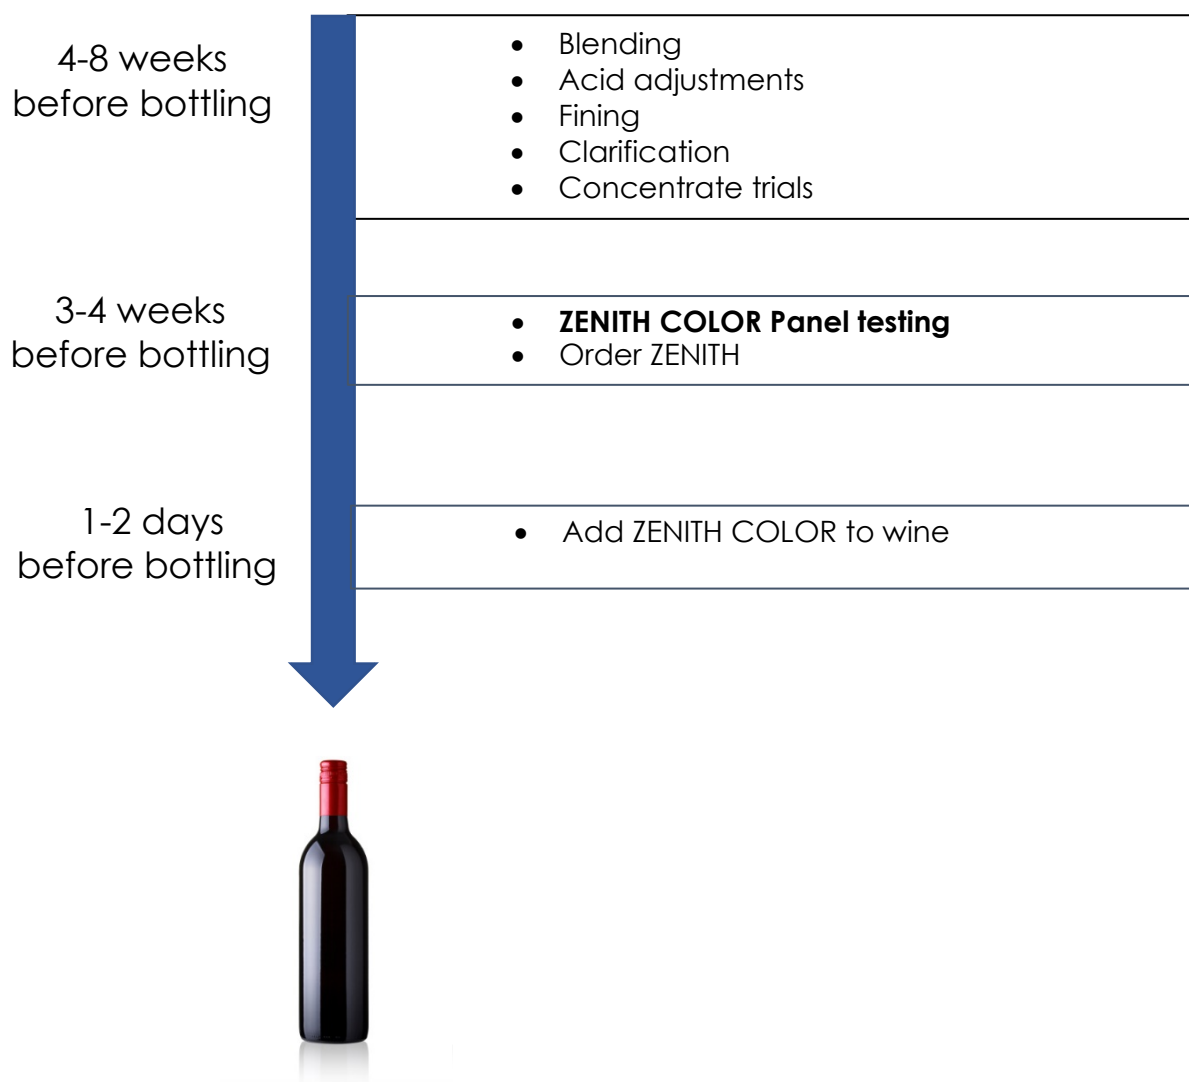 4-8 weeks
before bottling
• Blending
• Acid adjustments
• Fining
• Clarification
• Concentrate trials
3-4 weeks
before bottling
• ZENITH COLOR Panel testing
• Order ZENITH
1-2 days
before bottling
• Add ZENITH COLOR to wine